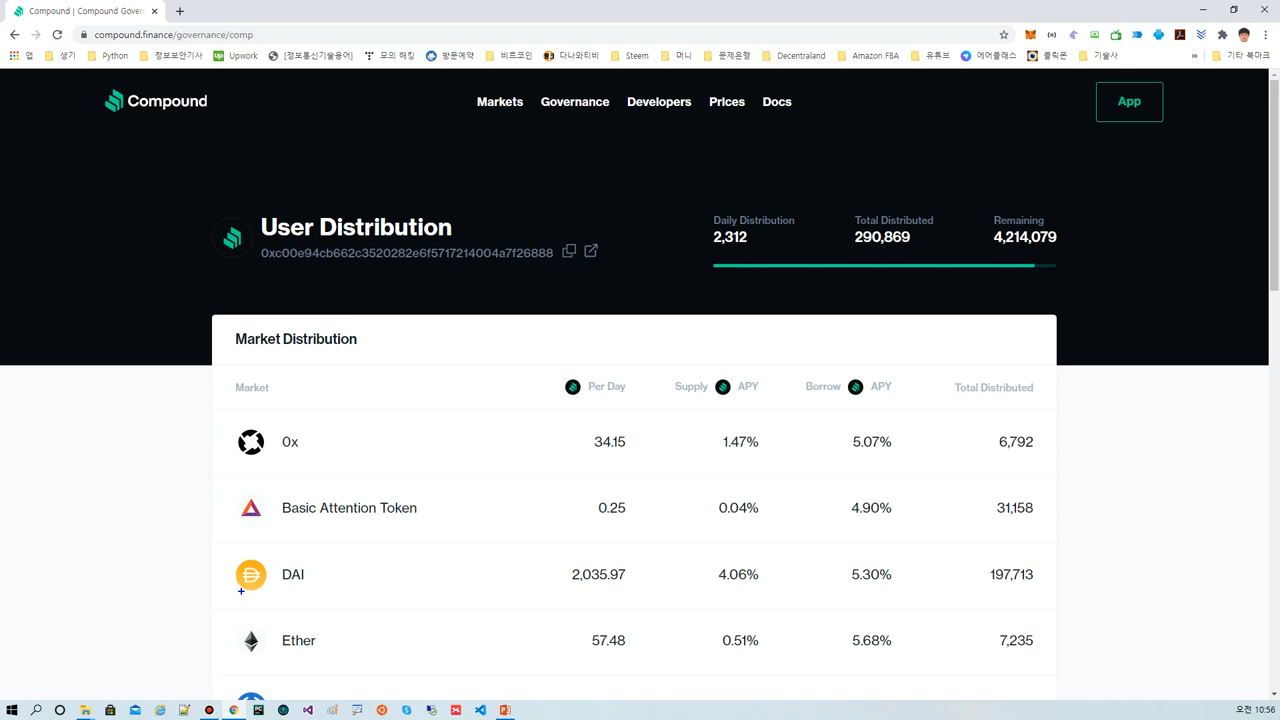 Compound | Compound Gover
compound.finance/governance/comp
앱 생기 Python 정보보안기사 Upwork [정보통신기술용어] 모의 해킹 방문예약 비트코인 다나와티비 Steem 머니 문제은행 Decentraland Amazon FBA 유튜브 에어클래스 클릭몬 기술사 » 기타 북마크
Compound Markets Governance Developers Prices Docs App
User Distribution
0xc00e94cb662c3520282e6f5717214004a7f26888
Daily Distribution Total Distributed Remaining
2,312 290,869 4,214,079
Market Distribution
Market Per Day Supply APY Borrow APY Total Distributed
0x 34.15 1.47% 5.07% 6,792
Basic Attention Token 0.25 0.04% 4.90% 31,158
DAI 2,035.97 4.06% 5.30% 197,713
Ether 57.48 0.51% 5.68% 7,235
오전 10:56